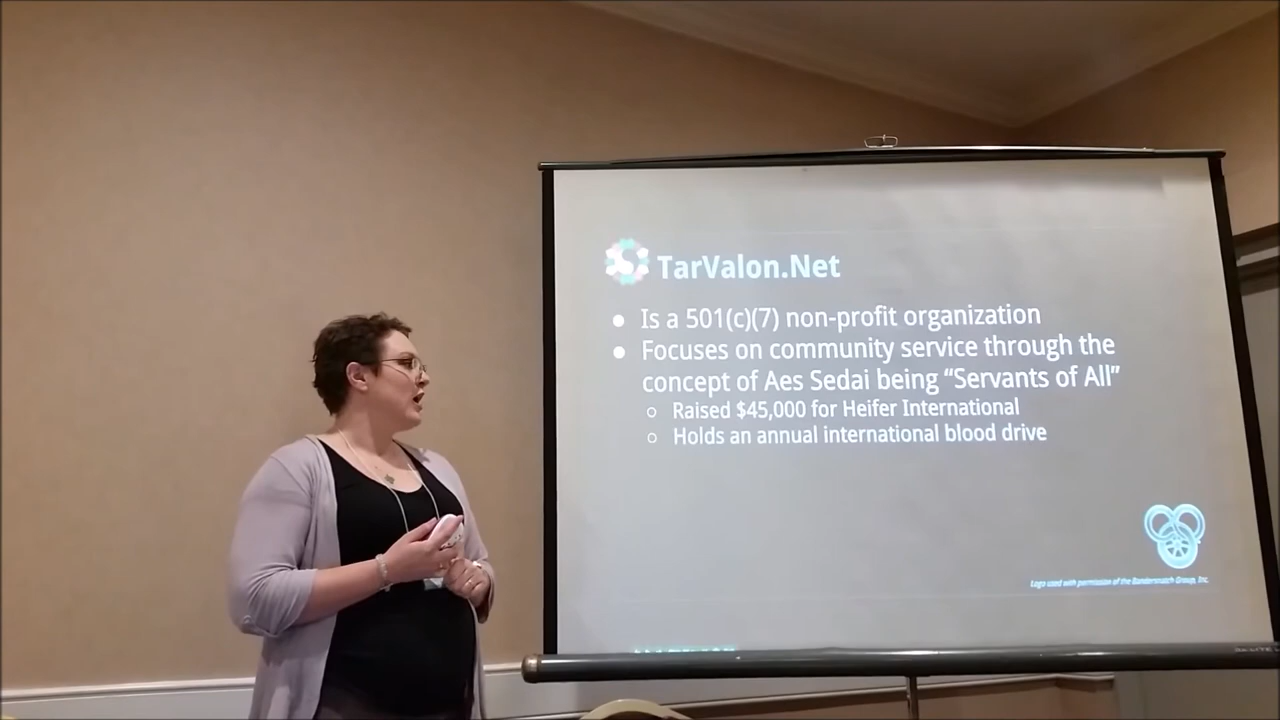 TarValon.Net
● Is a 501(c)(7) non-profit organization
● Focuses on community service through the
concept of Aes Sedai being “Servants of All”
○ Raised $45,000 for Heifer International
○ Holds an annual international blood drive
Logo used with permission of the Bandersnatch Group, Inc.